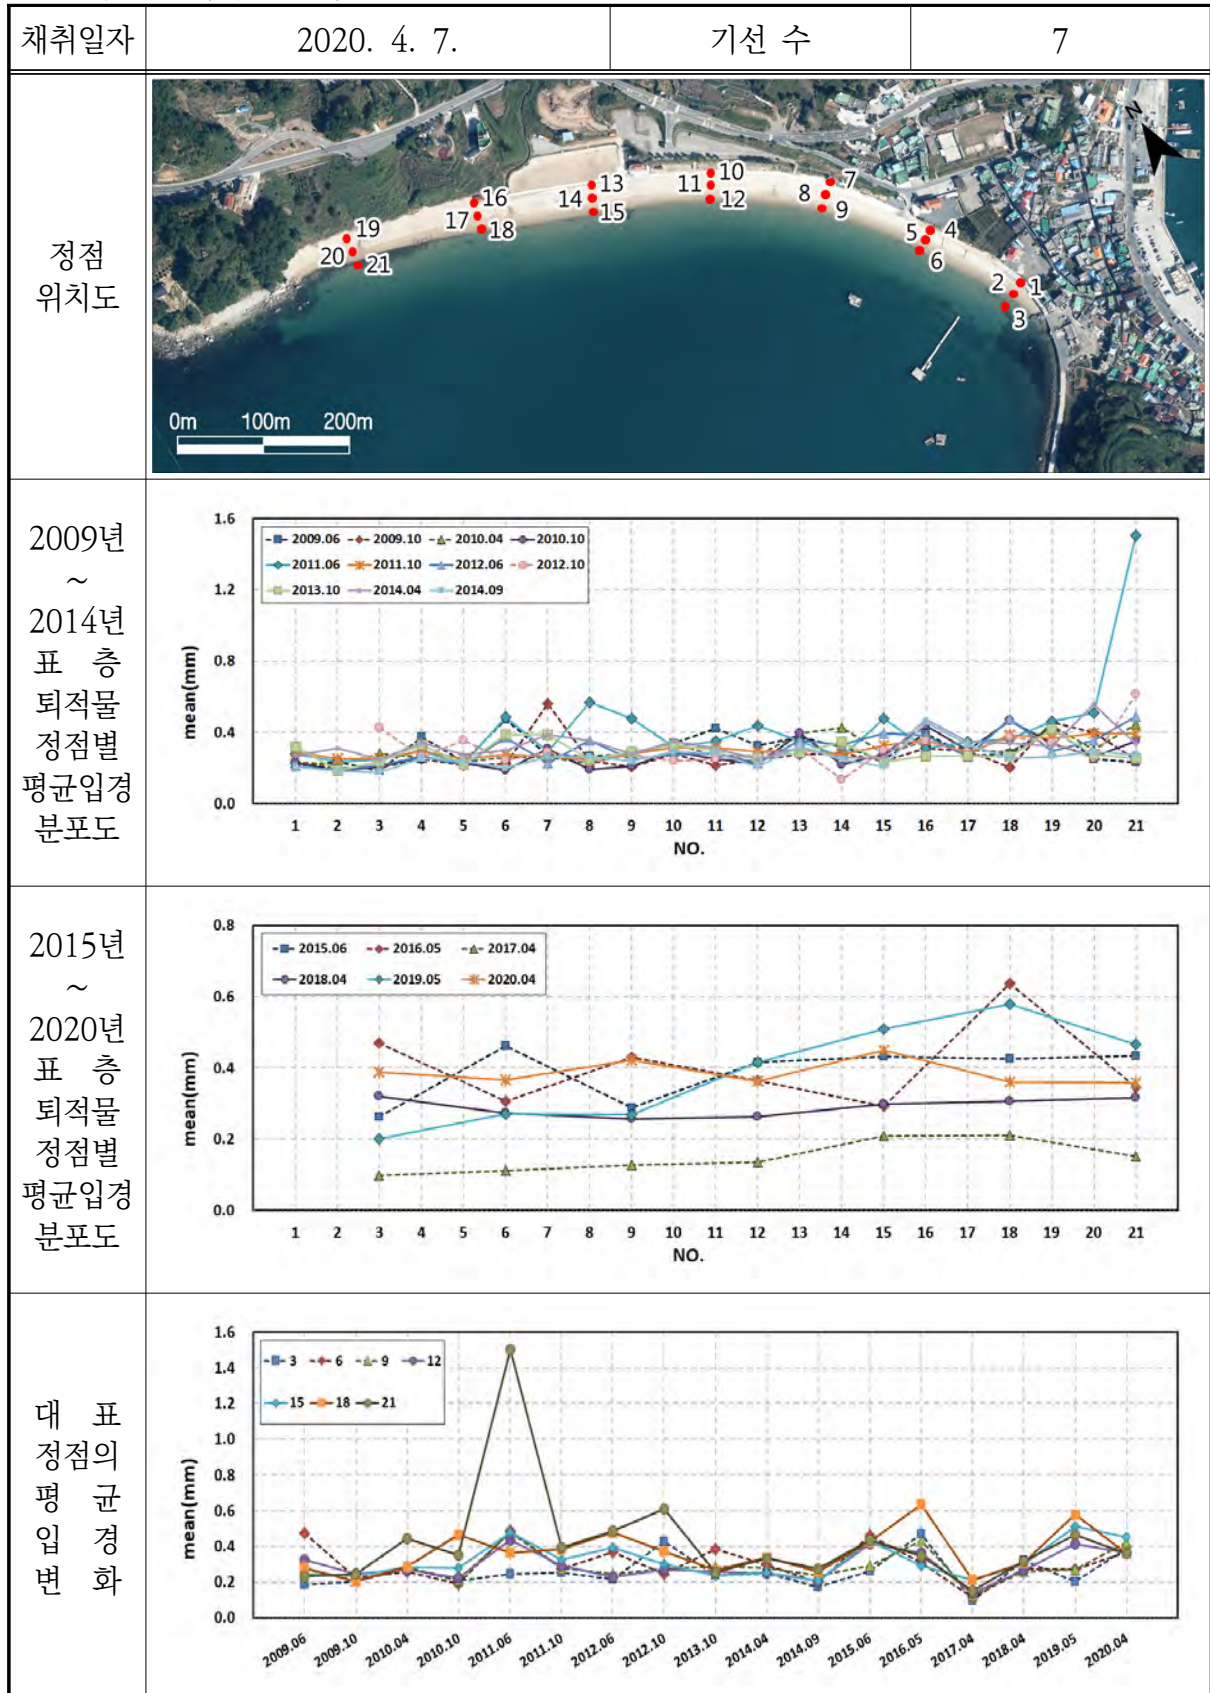 채취일자 2020. 4. 7. 기선 수 7
정점
위치도
N
1
2
3
4
5
6
7
8
9
10
11
12
13
14
15
16
17
18
19
20
21
0m 100m 200m
2009년
~
2014년
표 층
퇴적물
정점별
평균입경
분포도
mean(mm)
1.6
1.2
0.8
0.4
0.0
2009.06 2009.10 2010.04 2010.10
2011.06 2011.10 2012.06 2012.10
2013.10 2014.04 2014.09
1 2 3 4 5 6 7 8 9 10 11 12 13 14 15 16 17 18 19 20 21
NO.
2015년
~
2020년
표 층
퇴적물
정점별
평균입경
분포도
mean(mm)
0.8
0.6
0.4
0.2
0.0
2015.06 2016.05 2017.04
2018.04 2019.05 2020.04
1 2 3 4 5 6 7 8 9 10 11 12 13 14 15 16 17 18 19 20 21
NO.
대 표
정점의
평 균
입 경
변 화
mean(mm)
1.6
1.4
1.2
1.0
0.8
0.6
0.4
0.2
0.0
3 6 9 12
15 18 21
2009.06 2009.10 2010.04 2010.10 2011.06 2011.10 2012.06 2012.10 2013.10 2014.04 2014.09 2015.06 2016.05 2017.04 2018.04 2019.05 2020.04